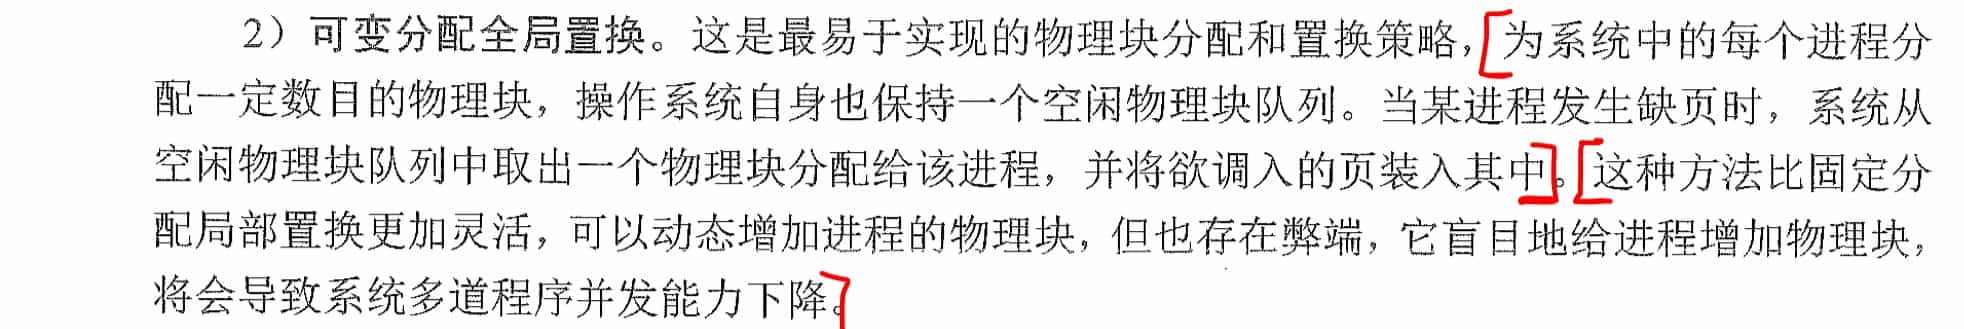 2）可变分配全局置换。这是最易于实现的物理块分配和置换策略，为系统中的每个进程分
配一定数目的物理块，操作系统自身也保持一个空闲物理块队列。当某进程发生缺页时，系统从
空闲物理块队列中取出一个物理块分配给该进程，并将欲调入的页装入其中。这种方法比固定分
配局部置换更加灵活，可以动态增加进程的物理块，但也存在弊端，它盲目地给进程增加物理块，
将会导致系统多道程序并发能力下降。